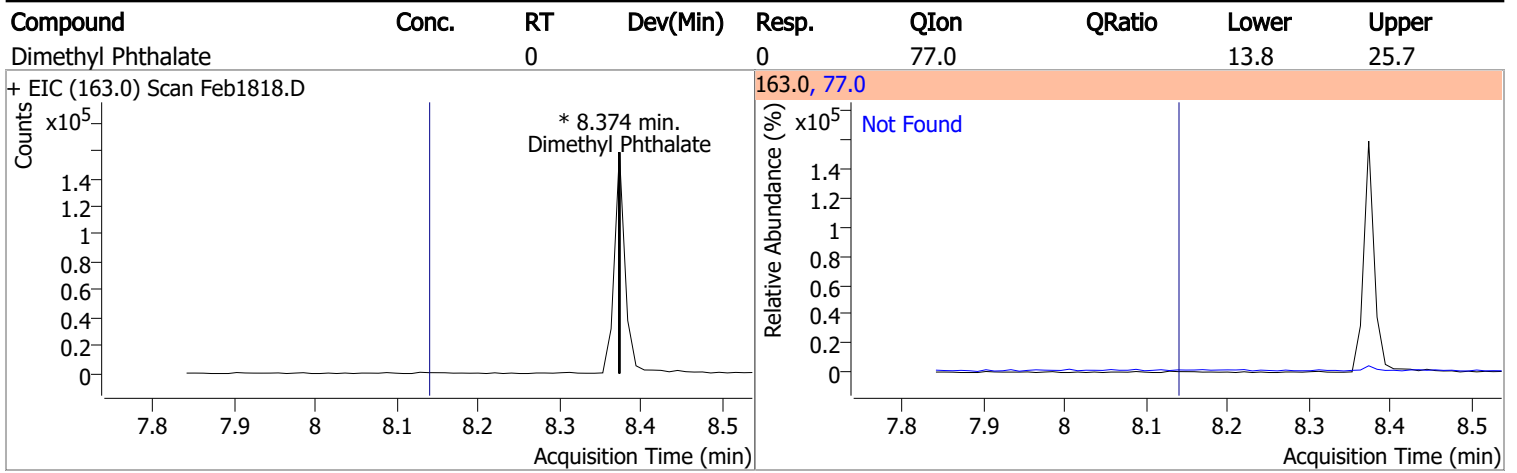 Compound Conc. RT Dev(Min) Resp. QIon QRatio Lower Upper
Dimethyl Phthalate 0 0 77.0 13.8 25.7
+ EIC (163.0) Scan Feb1818.D
Counts
x10⁵
* 8.374 min.
Dimethyl Phthalate
1.4
1.2
1
0.8
0.6
0.4
0.2
0
7.8 7.9 8 8.1 8.2 8.3 8.4 8.5
Acquisition Time (min)
163.0, 77.0
Relative Abundance (%)
x10⁵
Not Found
1.4
1.2
1
0.8
0.6
0.4
0.2
0
7.8 7.9 8 8.1 8.2 8.3 8.4 8.5
Acquisition Time (min)